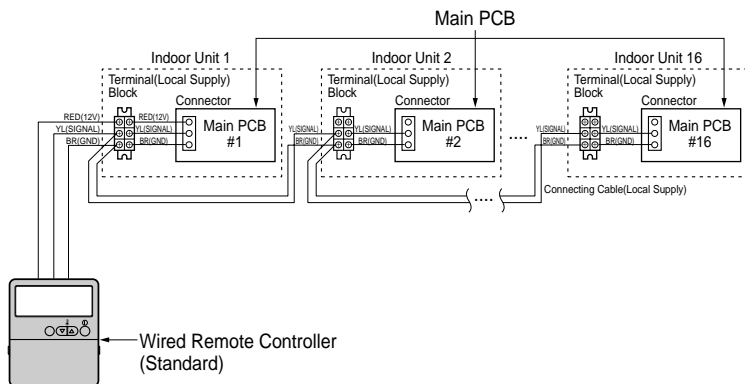 Main PCB
Indoor Unit 1
Indoor Unit 2
Indoor Unit 16
Terminal(Local Supply)
Block
Terminal(Local Supply)
Block
Terminal(Local Supply)
Block
Connector
Connector
Connector
RED(12V)
RED(12V)
YL(SIGNAL)
YL(SIGNAL)
BR(GND)
BR(GND)
Main PCB
#1
YL(SIGNAL)
YL(SIGNAL)
BR(GND)
BR(GND)
Main PCB
#2
....
YL(SIGNAL)
YL(SIGNAL)
BR(GND)
BR(GND)
Main PCB
#16
....
Connecting Cable(Local Supply)
Wired Remote Controller
(Standard)